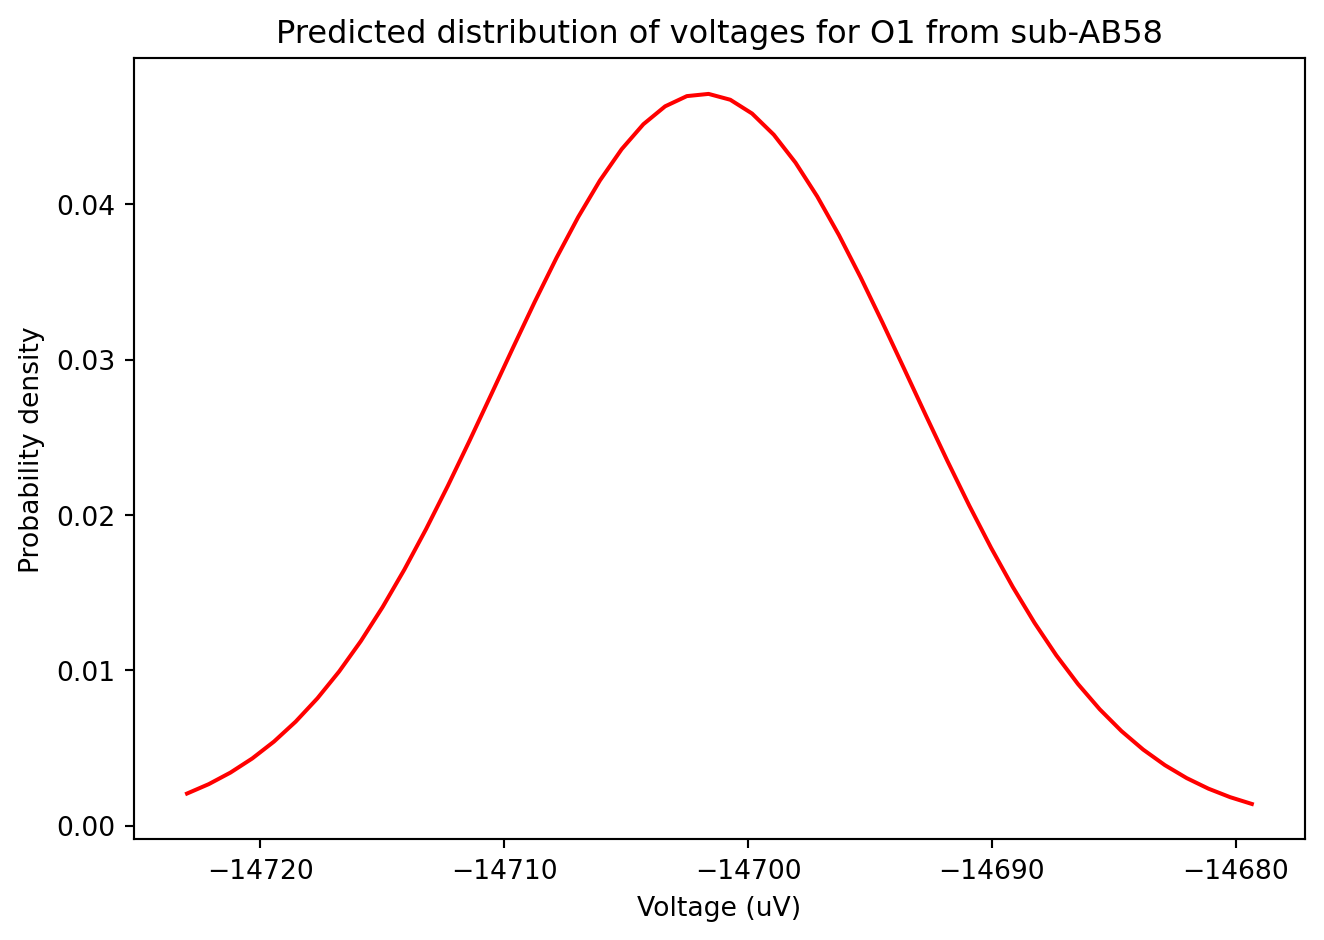 Predicted distribution of voltages for O1 from sub-AB58
Probability density
0.04
0.03
0.02
0.01
0.00
−14720 −14710 −14700 −14690 −14680
Voltage (uV)